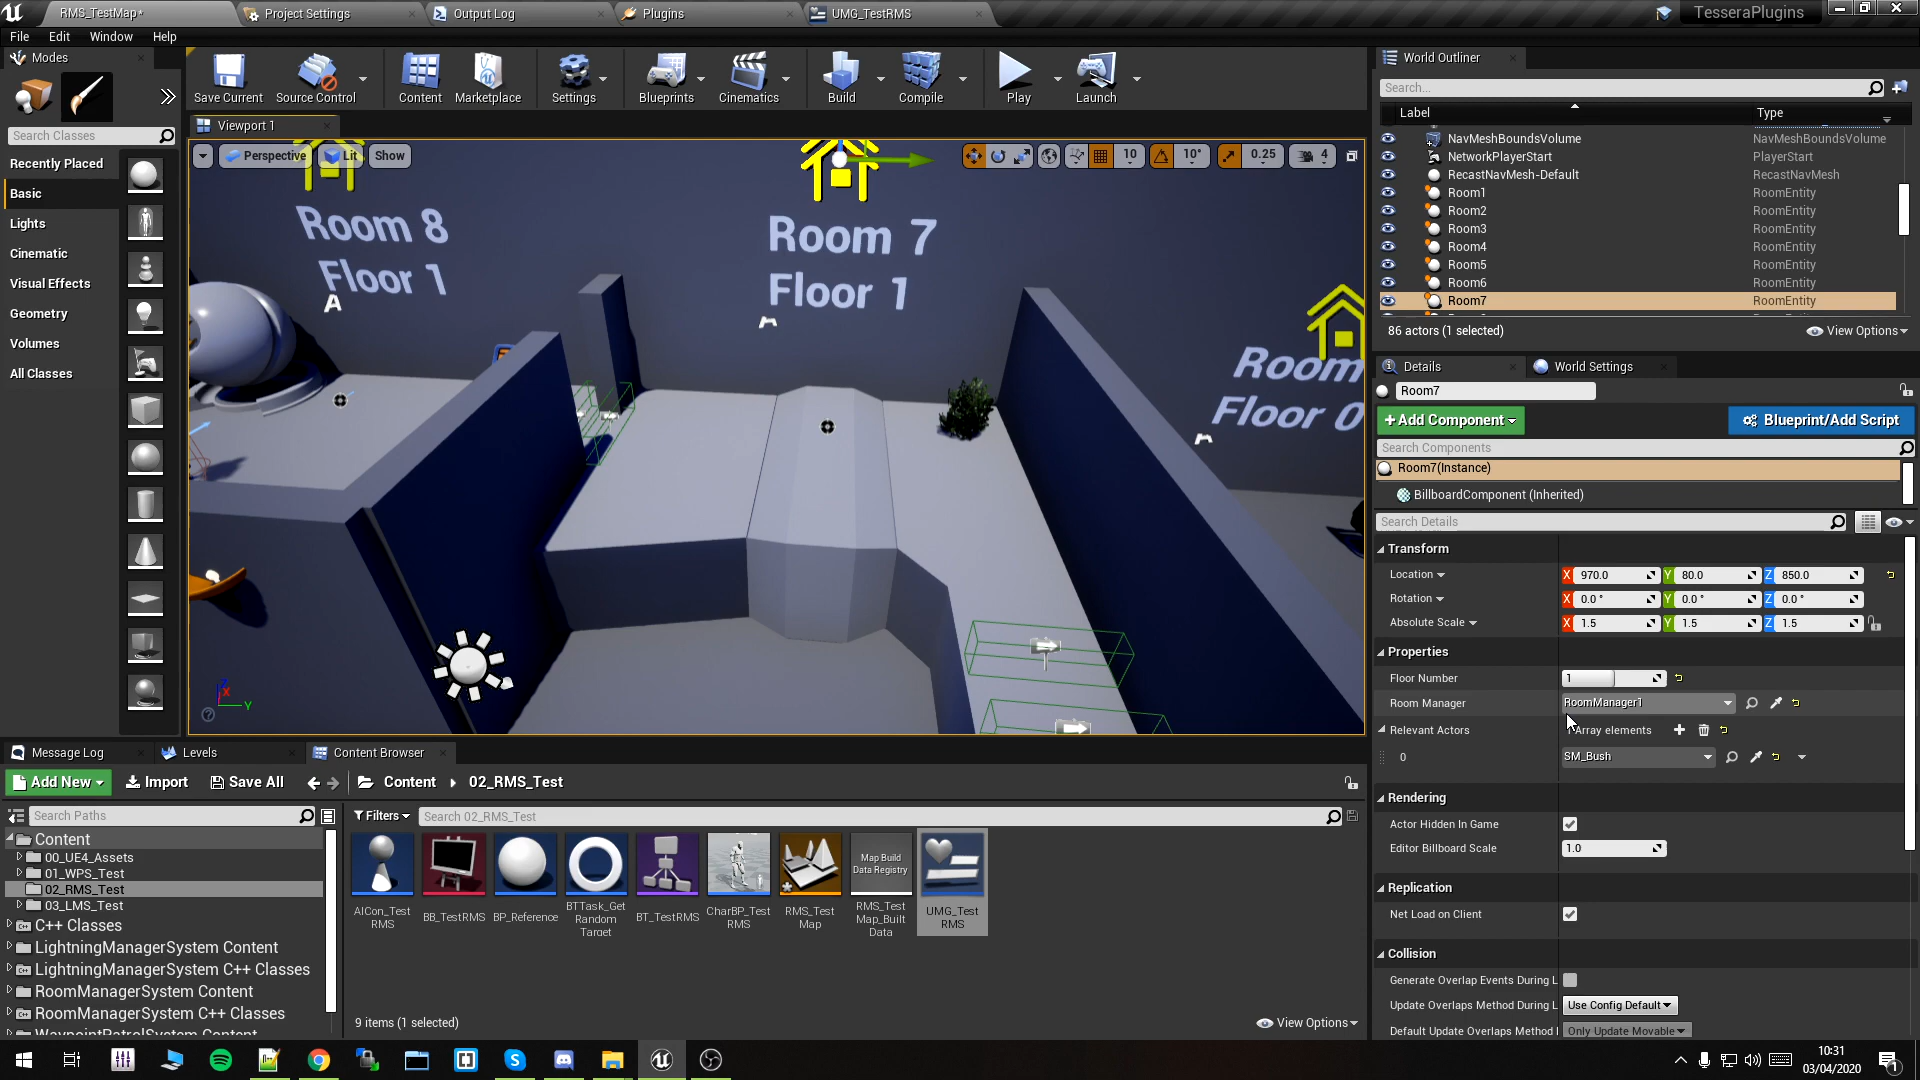 RMS_TestMap*
Project Settings
Output Log
Plugins
UMG_TestRMS
TesseraPlugins
File
Edit
Window
Help
Modes
Search Classes
Recently Placed
Basic
Lights
Cinematic
Visual Effects
Geometry
Volumes
All Classes
Save Current
Source Control
Content
Marketplace
Settings
Blueprints
Cinematics
Build
Compile
Play
Launch
Viewport 1
Perspective
Lit
Show
10
10°
0.25
4
Room 8
Floor 1
A
Room 7
Floor 1
Room
Floor 0
X
Y
Z
World Outliner
Search...
Label
Type
NavMeshBoundsVolume
NavMeshBoundsVolume
NetworkPlayerStart
PlayerStart
RecastNavMesh-Default
RecastNavMesh
Room1
RoomEntity
Room2
RoomEntity
Room3
RoomEntity
Room4
RoomEntity
Room5
RoomEntity
Room6
RoomEntity
Room7
RoomEntity
86 actors (1 selected)
View Options
Details
World Settings
Room7
+Add Component
Blueprint/Add Script
Search Components
Room7(Instance)
BillboardComponent (Inherited)
Search Details
Transform
Location
X 970.0
Y 80.0
Z 850.0
Rotation
X 0.0 °
Y 0.0 °
Z 0.0 °
Absolute Scale
X 1.5
Y 1.5
Z 1.5
Properties
Floor Number
1
Room Manager
RoomManager1
Relevant Actors
Array elements
0
SM_Bush
Rendering
Actor Hidden In Game
Editor Billboard Scale
1.0
Replication
Net Load on Client
Collision
Generate Overlap Events During L
Update Overlaps Method During L
Use Config Default
Default Update Overlaps Method
Only Update Movable
Message Log
Levels
Content Browser
Add New
Import
Save All
Content
02_RMS_Test
Search Paths
Filters
Search 02_RMS_Test
Content
00_UE4_Assets
01_WPS_Test
02_RMS_Test
03_LMS_Test
C++ Classes
LightningManagerSystem Content
LightningManagerSystem C++ Classes
RoomManagerSystem Content
RoomManagerSystem C++ Classes
WaypointPatrolSystem Content
Map Build
Data Registry
AICon_Test
RMS
BB_TestRMS
BP_Reference
BTTask_Get
Random
Target
BT_TestRMS
CharBP_Test
RMS
RMS_Test
Map
RMS_Test
Map_Built
Data
UMG_Test
RMS
9 items (1 selected)
View Options
10:31
03/04/2020
1